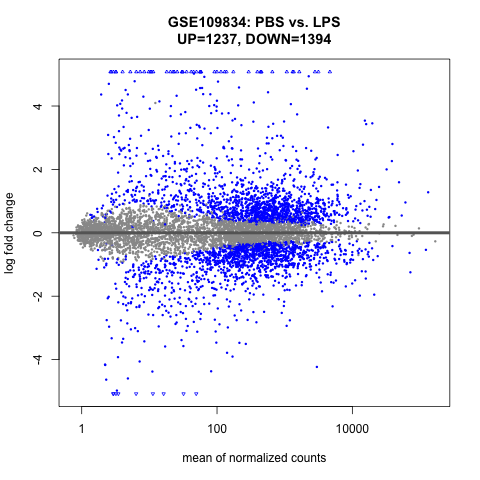 GSE109834: PBS vs. LPS
UP=1237, DOWN=1394
log fold change
4
2
0
-2
-4
1
100
10000
mean of normalized counts